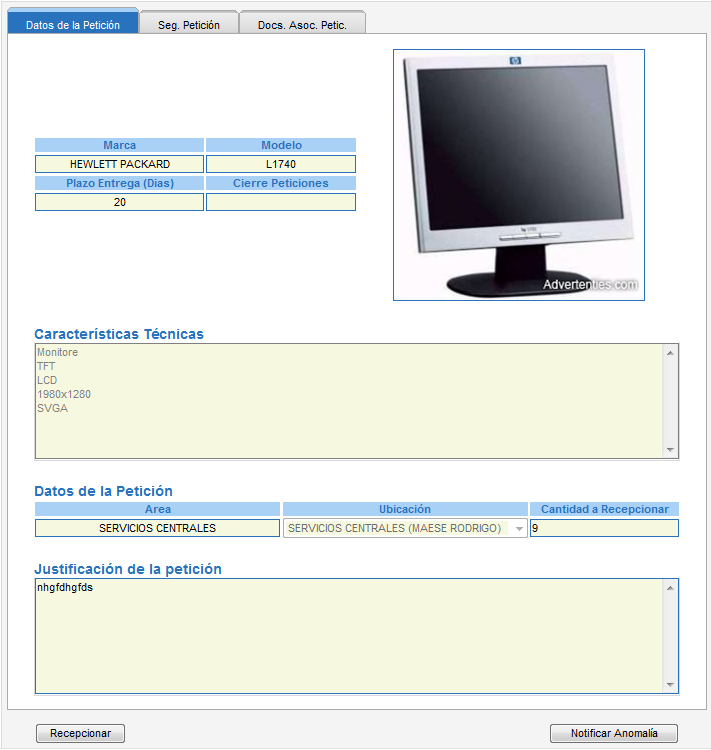 Datos de la Petición
Seg. Petición
Docs. Asoc. Petic.
hp
Marca Modelo
HEWLETT PACKARD L1740
Plazo Entrega (Dias) Cierre Peticiones
20
Advertenties.com
Características Técnicas
Monitore
TFT
LCD
1980x1280
SVGA
Datos de la Petición
Area Ubicación Cantidad a Recepcionar
SERVICIOS CENTRALES SERVICIOS CENTRALES (MAESE RODRIGO) 9
Justificación de la petición
nhgfdhgfds
Recepcionar Notificar Anomalía